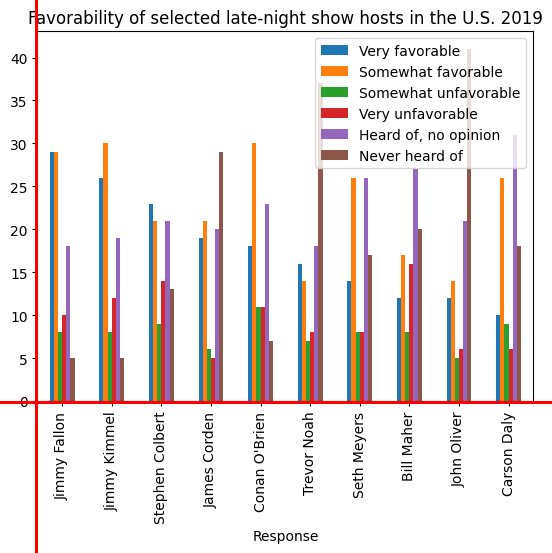 Favorability of selected late-night show hosts in the U.S. 2019
Very favorable
Somewhat favorable
Somewhat unfavorable
Very unfavorable
Heard of, no opinion
Never heard of
40
35
30
25
20
15
10
5
0
Jimmy Fallon
Jimmy Kimmel
Stephen Colbert
James Corden
Conan O'Brien
Trevor Noah
Seth Meyers
Bill Maher
John Oliver
Carson Daly
Response